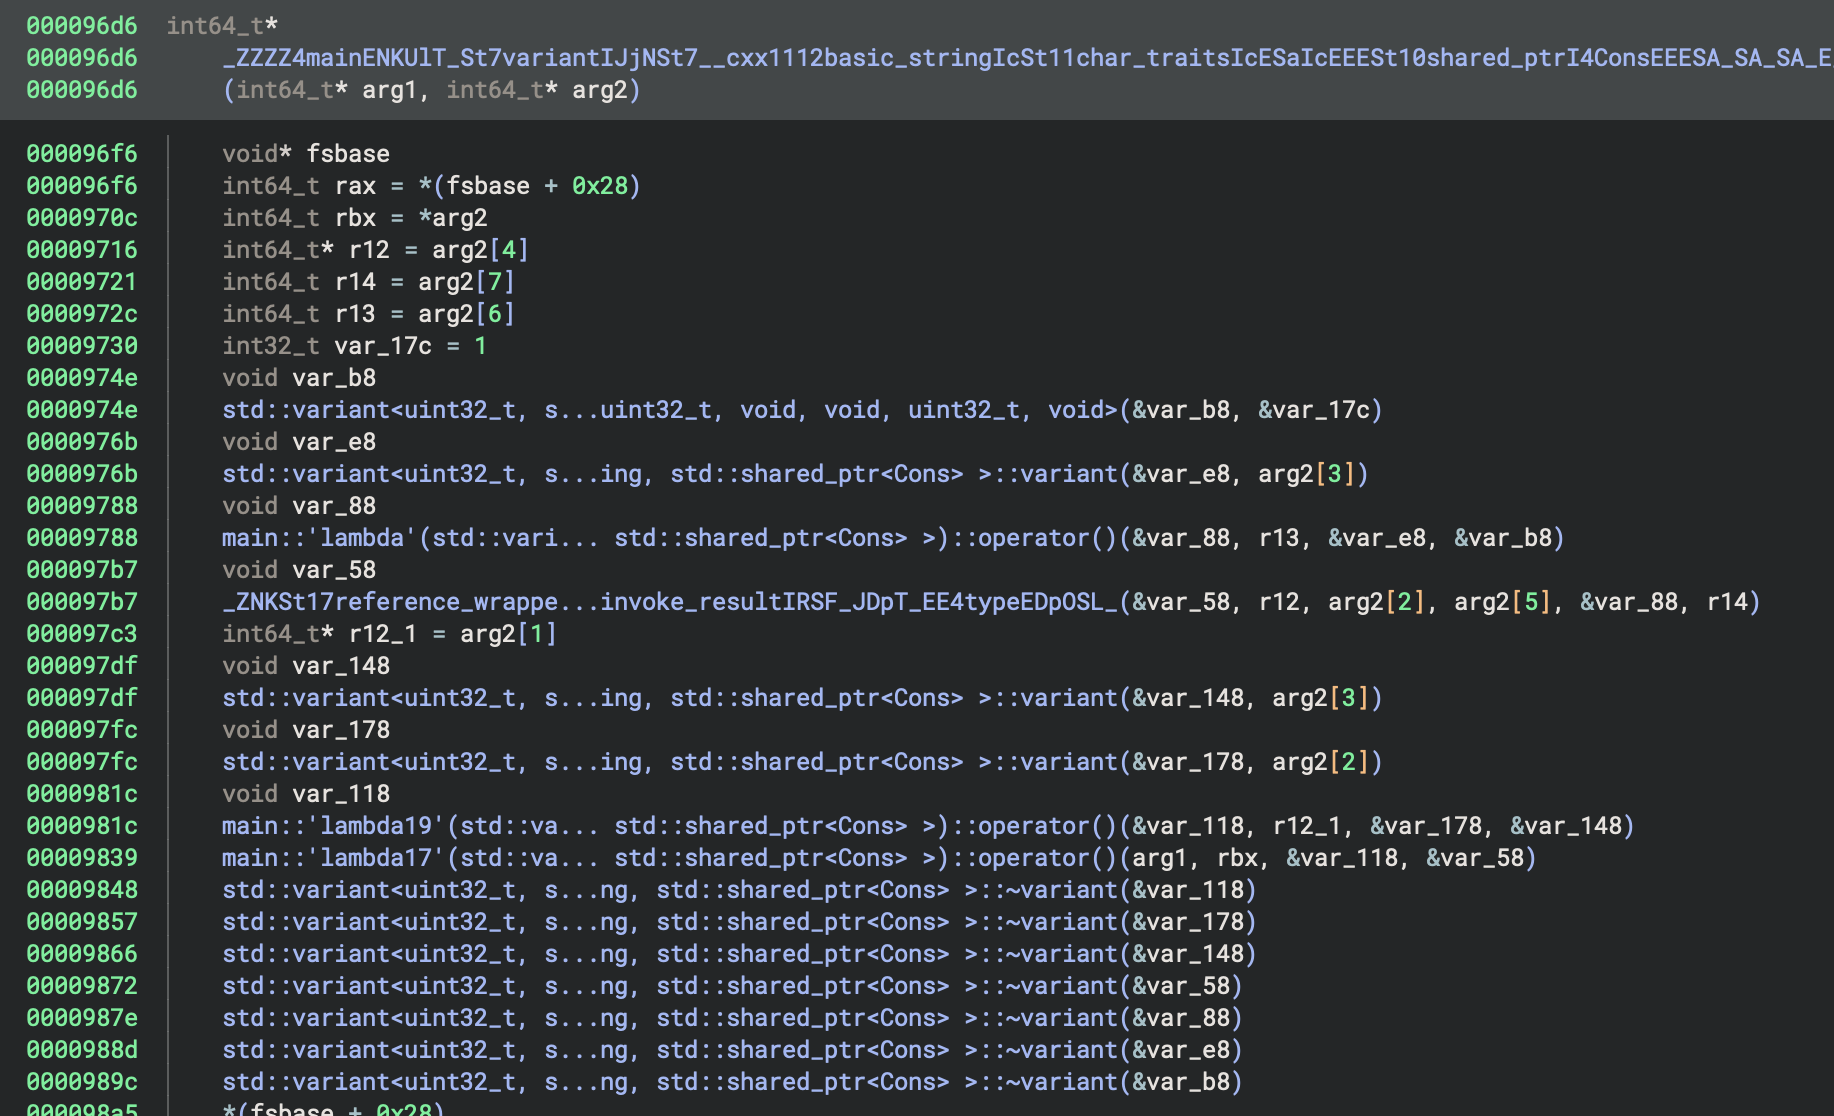 000096d6 int64_t*
000096d6 _ZZZZ4mainENKUlT_St7variantIJjNSt7__cxx1112basic_stringIcSt11char_traitsIcESaIcEEESt10shared_ptrI4ConsEEESA_SA_SA_E
000096d6 (int64_t* arg1, int64_t* arg2)
000096f6 void* fsbase
000096f6 int64_t rax = *(fsbase + 0x28)
0000970c int64_t rbx = *arg2
00009716 int64_t* r12 = arg2[4]
00009721 int64_t r14 = arg2[7]
0000972c int64_t r13 = arg2[6]
00009730 int32_t var_17c = 1
0000974e void var_b8
0000974e std::variant<uint32_t, s...uint32_t, void, void, uint32_t, void>(&var_b8, &var_17c)
0000976b void var_e8
0000976b std::variant<uint32_t, s...ing, std::shared_ptr<Cons> >::variant(&var_e8, arg2[3])
00009788 void var_88
00009788 main::'lambda'(std::vari... std::shared_ptr<Cons> >)::operator()(&var_88, r13, &var_e8, &var_b8)
000097b7 void var_58
000097b7 _ZNKSt17reference_wrappe...invoke_resultIRSF_JDpT_EE4typeEDpOSL_(&var_58, r12, arg2[2], arg2[5], &var_88, r14)
000097c3 int64_t* r12_1 = arg2[1]
000097df void var_148
000097df std::variant<uint32_t, s...ing, std::shared_ptr<Cons> >::variant(&var_148, arg2[3])
000097fc void var_178
000097fc std::variant<uint32_t, s...ing, std::shared_ptr<Cons> >::variant(&var_178, arg2[2])
0000981c void var_118
0000981c main::'lambda19'(std::va... std::shared_ptr<Cons> >)::operator()(&var_118, r12_1, &var_178, &var_148)
00009839 main::'lambda17'(std::va... std::shared_ptr<Cons> >)::operator()(arg1, rbx, &var_118, &var_58)
00009848 std::variant<uint32_t, s...ng, std::shared_ptr<Cons> >::~variant(&var_118)
00009857 std::variant<uint32_t, s...ng, std::shared_ptr<Cons> >::~variant(&var_178)
00009866 std::variant<uint32_t, s...ng, std::shared_ptr<Cons> >::~variant(&var_148)
00009872 std::variant<uint32_t, s...ng, std::shared_ptr<Cons> >::~variant(&var_58)
0000987e std::variant<uint32_t, s...ng, std::shared_ptr<Cons> >::~variant(&var_88)
0000988d std::variant<uint32_t, s...ng, std::shared_ptr<Cons> >::~variant(&var_e8)
0000989c std::variant<uint32_t, s...ng, std::shared_ptr<Cons> >::~variant(&var_b8)
000098a5 *(fsbase + 0x28)